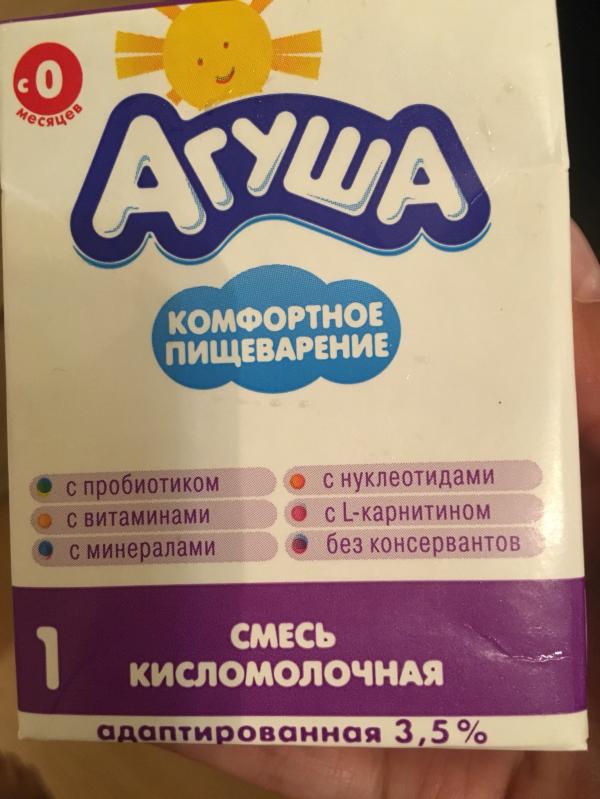 с 0
месяцев
АГУША
КОМФОРТНОЕ
ПИЩЕВАРЕНИЕ
с пробиотиком
с нуклеотидами
с витаминами
с L-карнитином
с минералами
без консервантов
1
СМЕСЬ
КИСЛОМОЛОЧНАЯ
адаптированная 3,5%